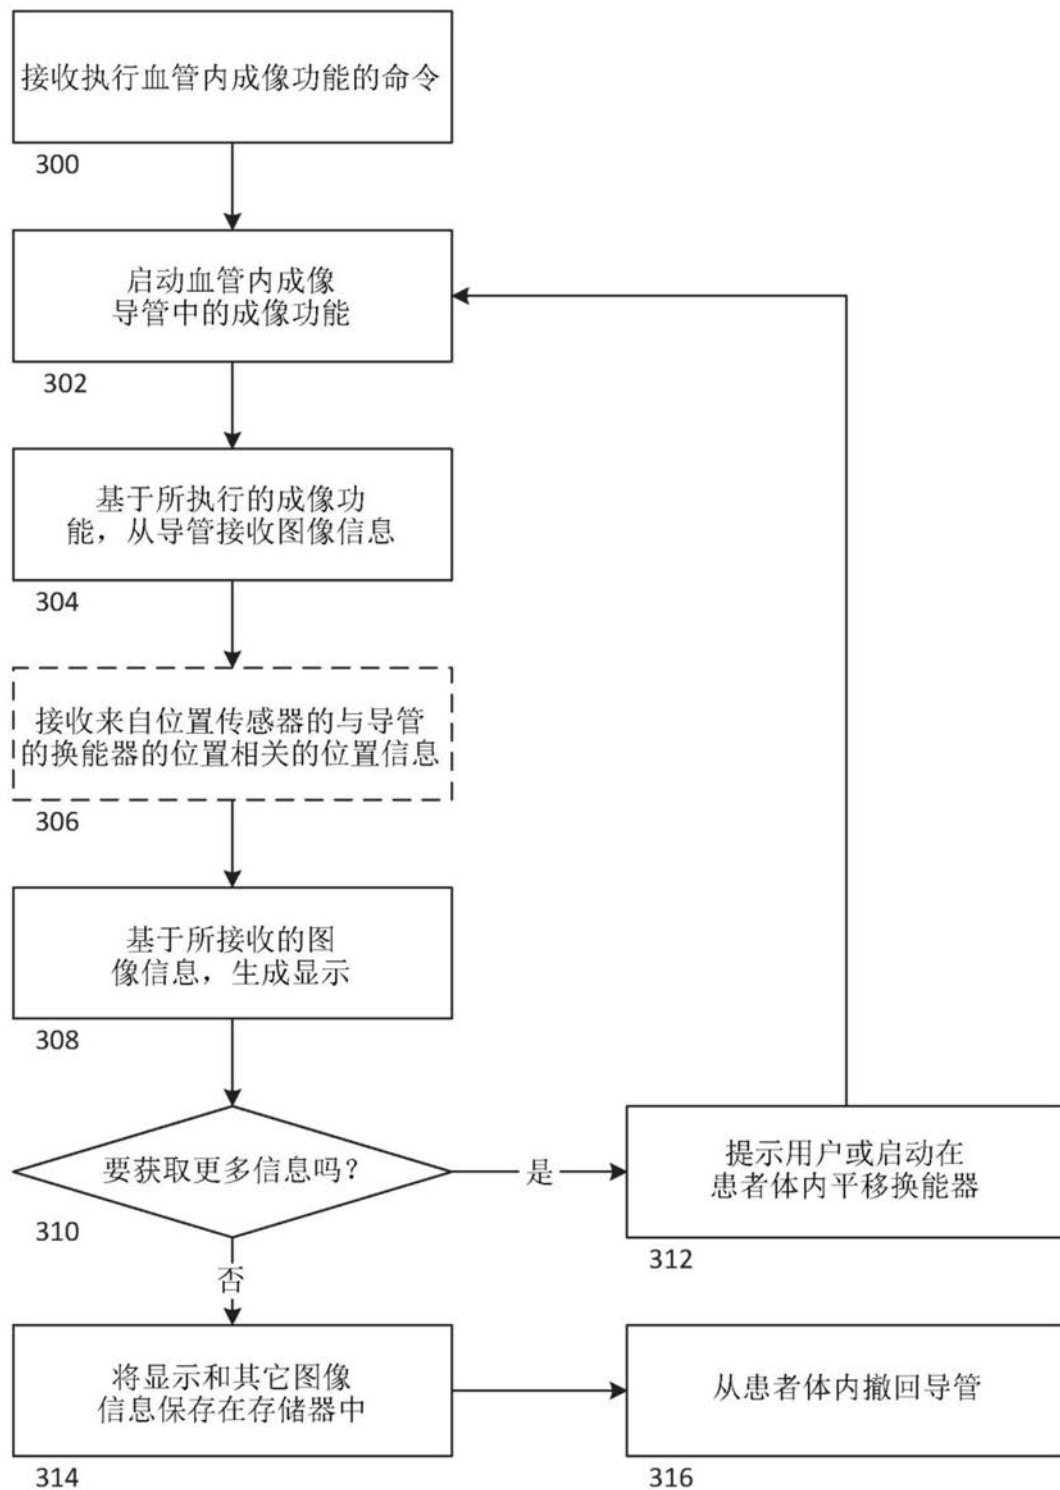 接收执行血管内成像功能的命令
300
启动血管内成像
导管中的成像功能
302
基于所执行的成像功
能，从导管接收图像信息
304
接收来自位置传感器的与导管
的换能器的位置相关的位置信息
306
基于所接收的图
像信息，生成显示
308
要获取更多信息吗？
310
是
提示用户或启动在
患者体内平移换能器
312
否
将显示和其它图像
信息保存在存储器中
314
从患者体内撤回导管
316